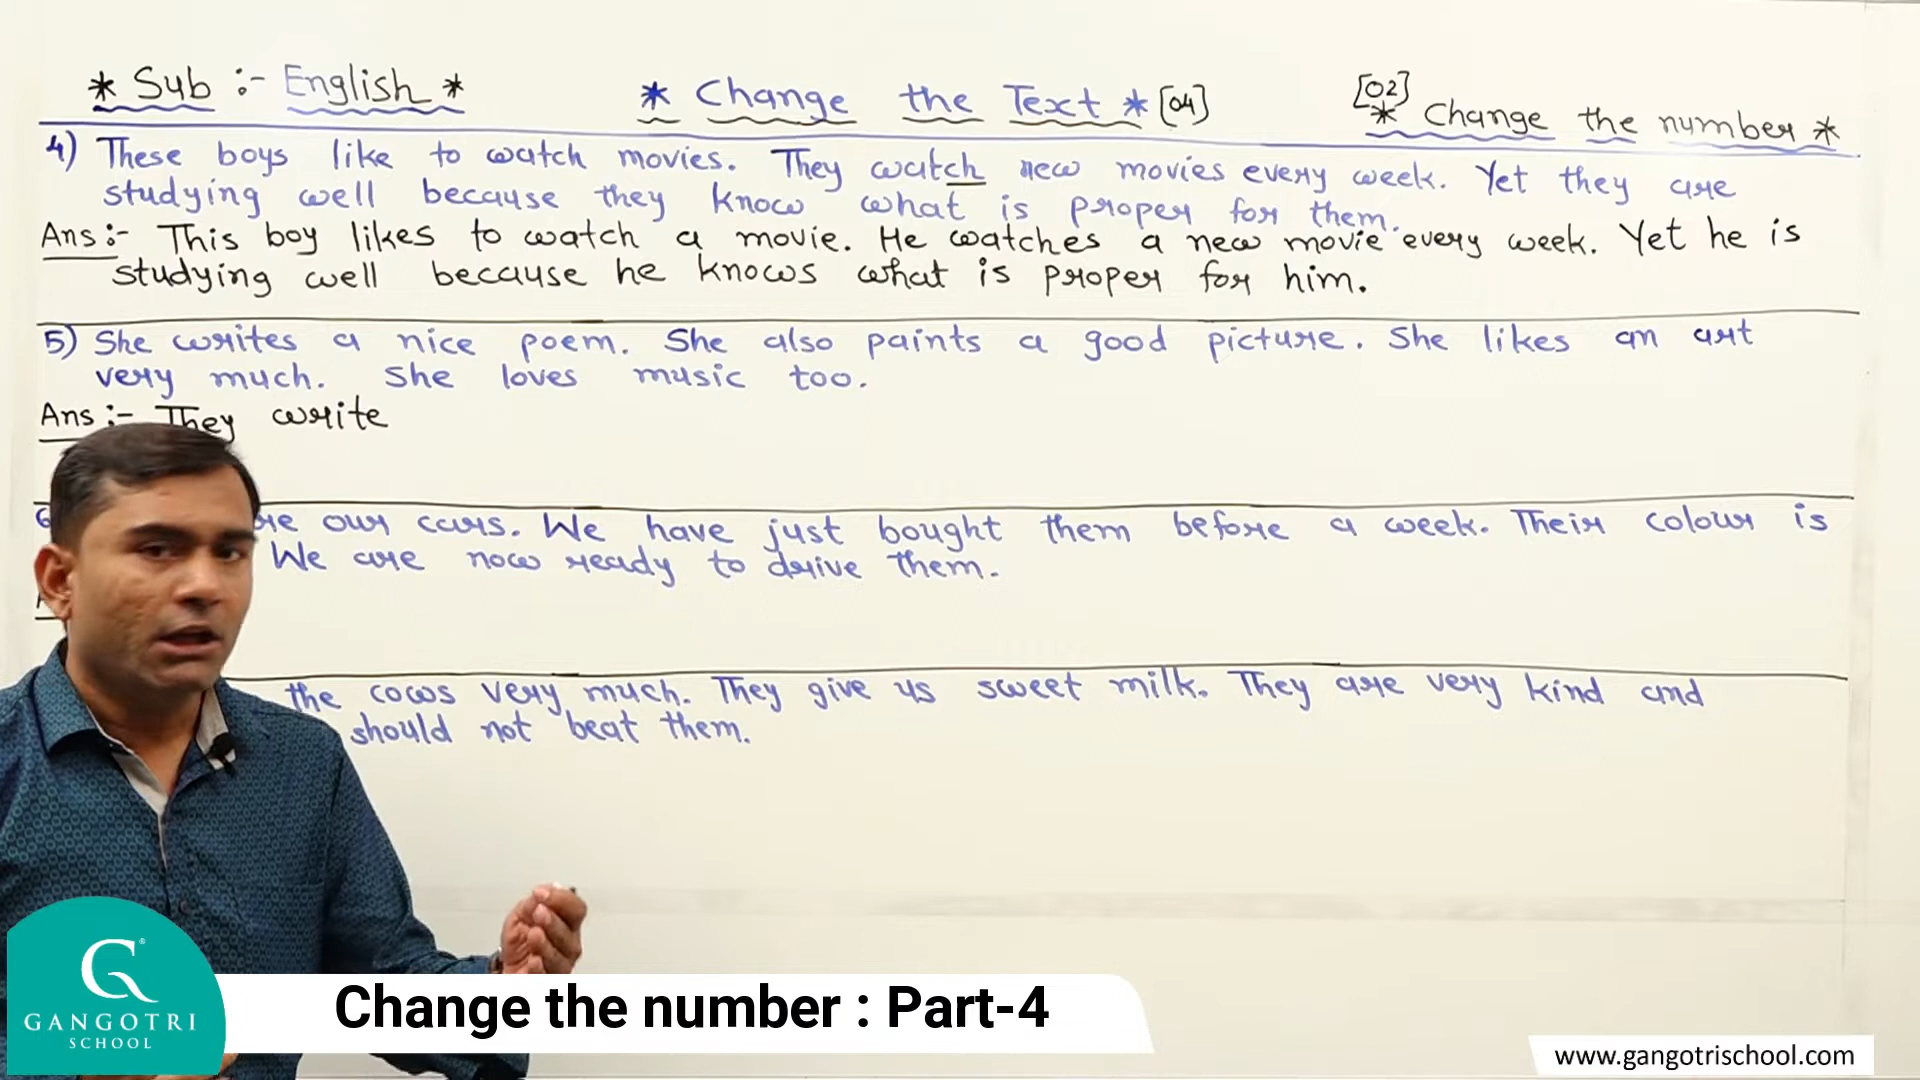 * Sub :- English *
* Change the Text * [04]
[02]
* Change the number *
4) These boys like to watch movies. They watch new movies every week. Yet they are
studying well because they know what is proper for them.
Ans :- This boy likes to watch a movie. He watches a new movie every week. Yet he is
studying well because he knows what is proper for him.
5) She writes a nice poem. She also paints a good picture. She likes an art
very much. She loves music too.
Ans :- They write
our cars. We have just bought them before a week. Their colour is
We are now ready to drive them.
the cows very much. They give us sweet milk. They are very kind and
should not beat them.
G®
GANGOTRI
SCHOOL
Change the number : Part-4
www.gangotrischool.com